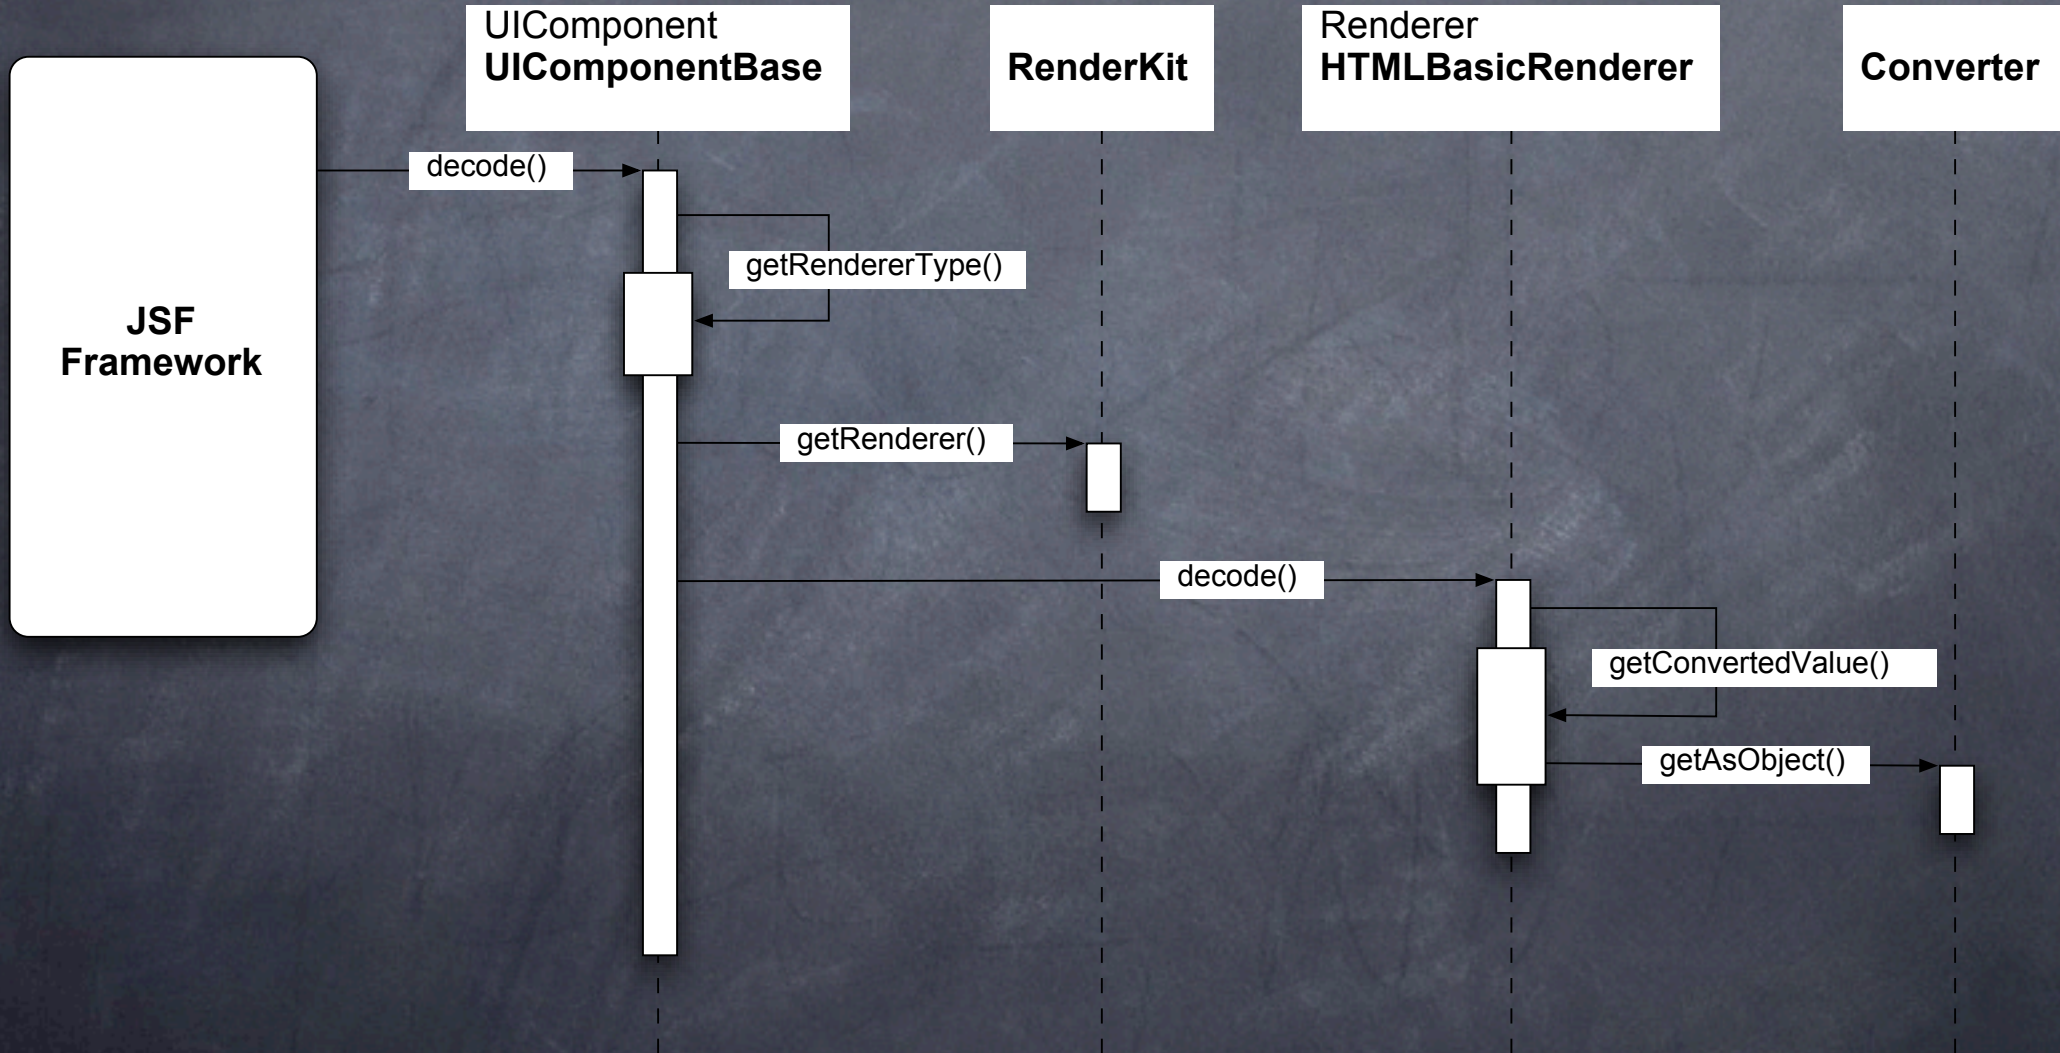 UIComponent
UIComponentBase
RenderKit
Renderer
HTMLBasicRenderer
Converter
JSF
Framework
decode()
getRendererType()
getRenderer()
decode()
getConvertedValue()
getAsObject()